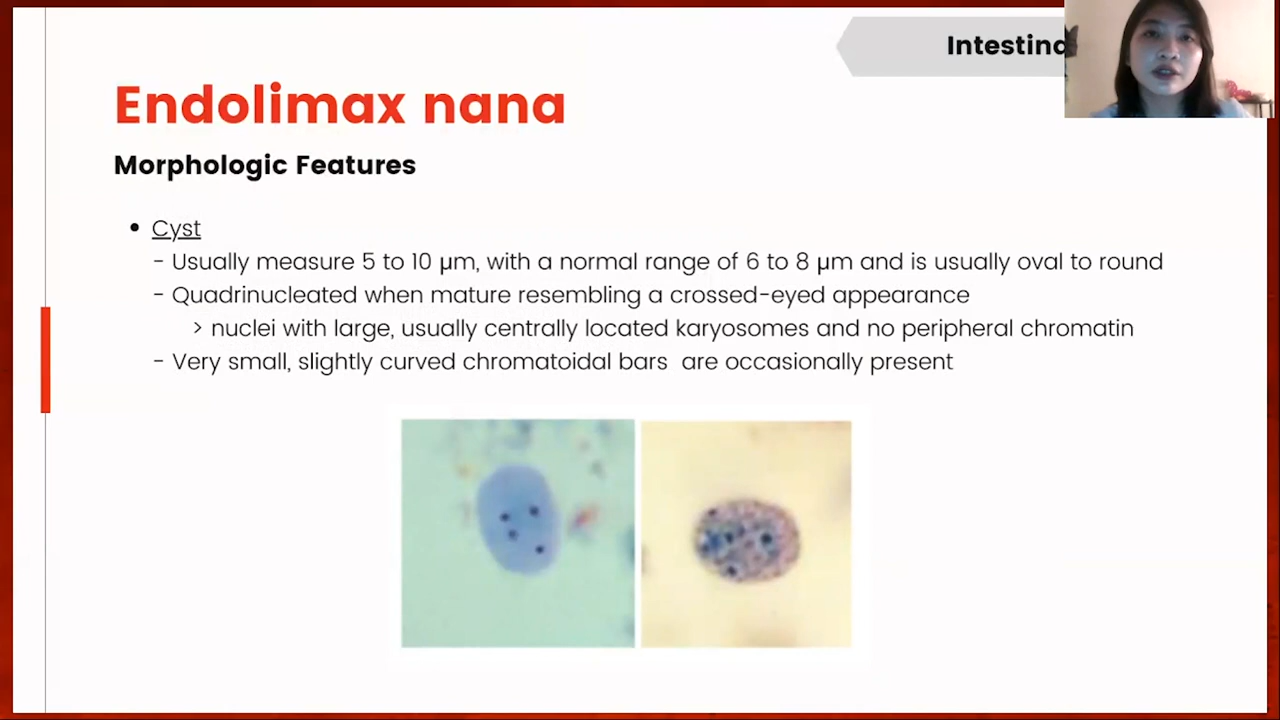 Endolimax nana
Morphologic Features
• Cyst
- Usually measure 5 to 10 µm, with a normal range of 6 to 8 µm and is usually oval to round
- Quadrinucleated when mature resembling a crossed-eyed appearance
> nuclei with large, usually centrally located karyosomes and no peripheral chromatin
- Very small, slightly curved chromatoidal bars are occasionally present